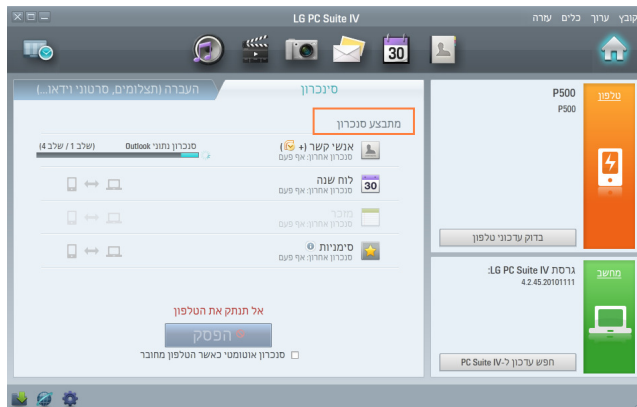 LG PC Suite IV
קובץ ערוך כלים עזרה
30
טלפון
P500
P500
בדוק עדכוני טלפון
מחשב
גרסת LG PC Suite IV:
4.2.45.20101111
חפש עדכון ל-PC Suite IV
סינכרון
העברה (תצלומים, סרטוני וידאו...)
מתבצע סנכרון
אנשי קשר (+ )
סנכרון אחרון: אף פעם
סנכרון נתוני Outlook (שלב 1 / שלב 4)
30
לוח שנה
סנכרון אחרון: אף פעם
מזכר
סנכרון אחרון: אף פעם
סימניות
סנכרון אחרון: אף פעם
אל תנתק את הטלפון
הפסק
סנכרון אוטומטי כאשר הטלפון מחובר